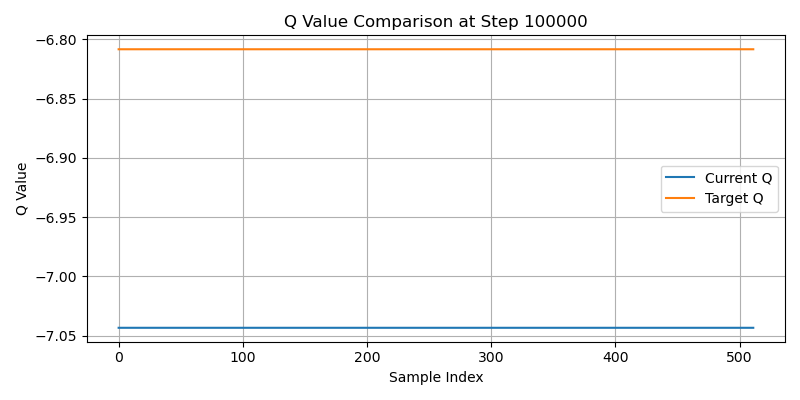 Q Value Comparison at Step 100000
−6.80
−6.85
−6.90
−6.95
−7.00
−7.05
Q Value
Current Q
Target Q
0 100 200 300 400 500
Sample Index